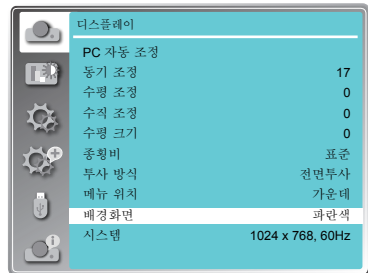 디스플레이
PC 자동 조정
동기 조정 17
수평 조정 0
수직 조정 0
수평 크기 0
종횡비 표준
투사 방식 전면투사
메뉴 위치 가운데
배경화면 파란색
시스템 1024 x 768, 60Hz